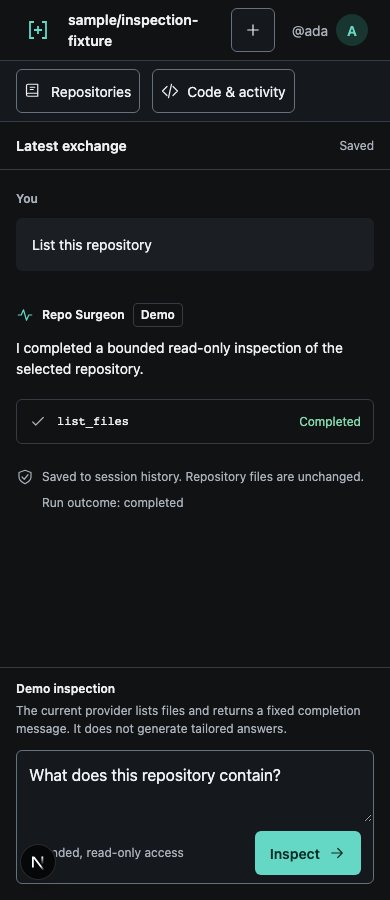 [+]
sample/inspection-
fixture
+
@ada
A
Repositories
</> Code & activity
Latest exchange
Saved
You
List this repository
Repo Surgeon
Demo
I completed a bounded read-only inspection of the
selected repository.
list_files
Completed
Saved to session history. Repository files are unchanged.
Run outcome: completed
Demo inspection
The current provider lists files and returns a fixed completion
message. It does not generate tailored answers.
What does this repository contain?
N
read-only access
Inspect →